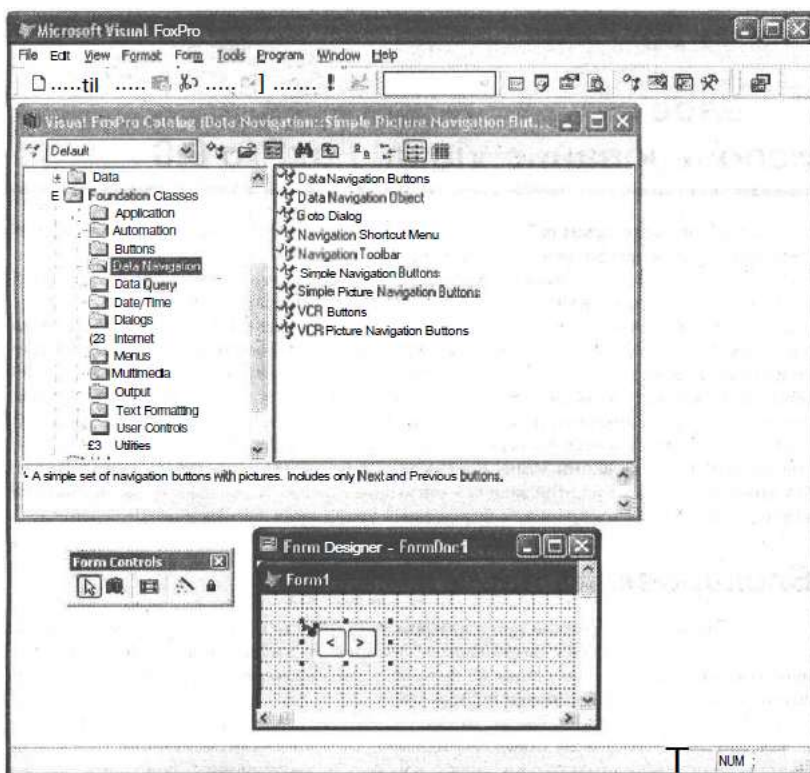 Microsoft Visual FoxPro
File Edit View Format Form Tools Program Window Help
.....til ..... ..... ] ........ !
Visual FoxPro Catalog (Data Navigation::Simple Picture Navigation But...
Default
Data
E Foundation Classes
Application
Automation
Buttons
Data Navigation
Data Query
Date/Time
Dialogs
(23 Internet
Menus
Multimedia
Output
Text Formatting
User Controls
£3 Utilities
Data Navigation Buttons
Data Navigation Object
Goto Dialog
Navigation Shortcut Menu
Navigation Toolbar
Simple Navigation Buttons
Simple Picture Navigation Buttons
VCR Buttons
VCR Picture Navigation Buttons
A simple set of navigation buttons with pictures. Includes only Next and Previous buttons.
Form Controls
Form Designer - FormDoc1
Form1
< >
NUM